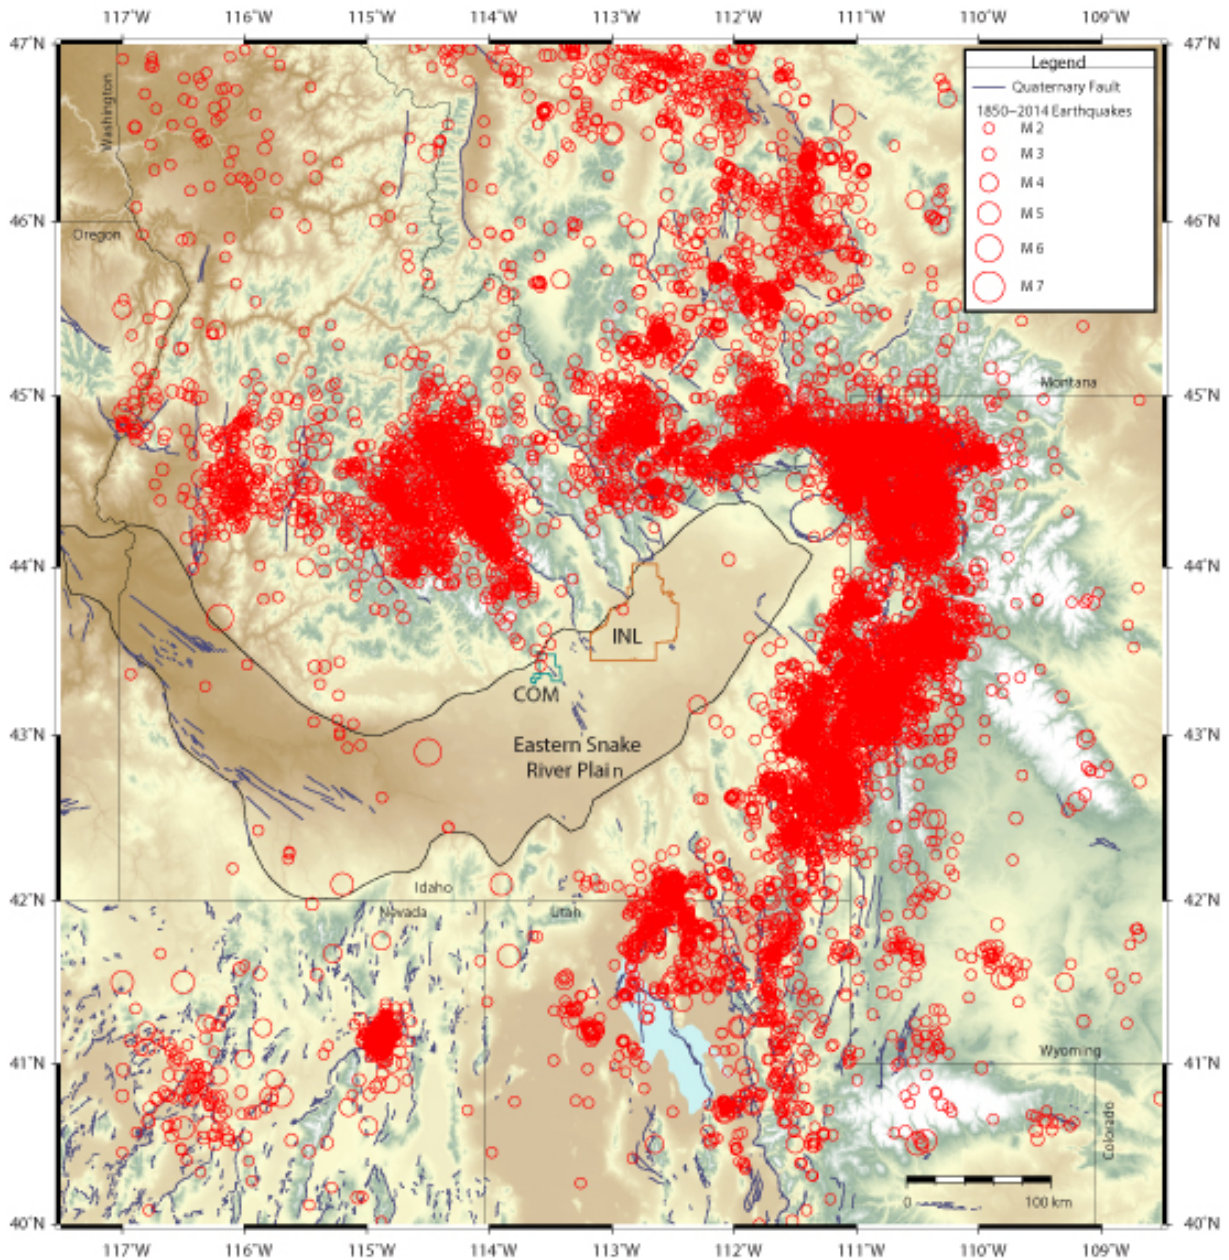 117˚W 116˚W 115˚W 114˚W 113˚W 112˚W 111˚W 110˚W 109˚W
47˚N 47˚N
Legend
Quaternary Fault
1850–2014 Earthquakes
M 2
M 3
M 4
M 5
M 6
M 7
Washington
46˚N 46˚N
Oregon
Montana
45˚N 45˚N
44˚N 44˚N
INL
COM
43˚N 43˚N
Eastern Snake
River Plain
Idaho
42˚N 42˚N
Nevada Utah
Wyoming
41˚N 41˚N
Colorado
0 100 km
40˚N 40˚N
117˚W 116˚W 115˚W 114˚W 113˚W 112˚W 111˚W 110˚W 109˚W